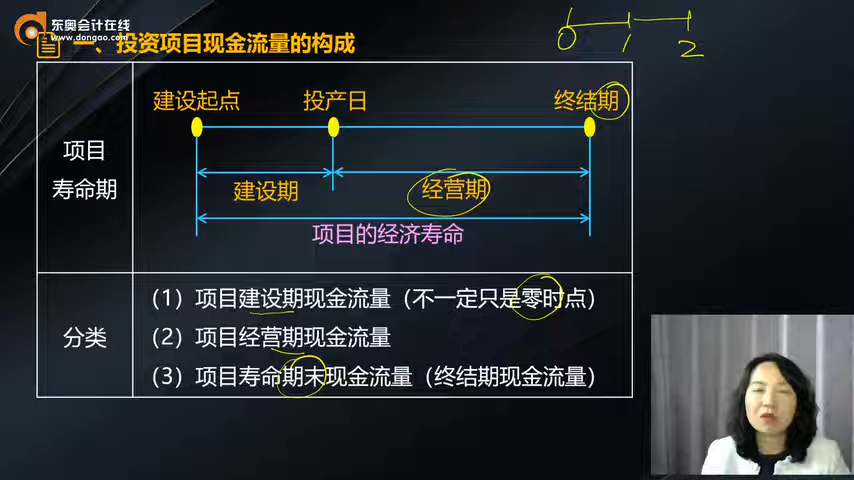 东奥会计在线
www.dongao.com
一、投资项目现金流量的构成
0 1 2
建设起点 投产日 终结期
项目
寿命期
建设期 经营期
项目的经济寿命
分类
（1）项目建设期现金流量（不一定只是零时点）
（2）项目经营期现金流量
（3）项目寿命期末现金流量（终结期现金流量）